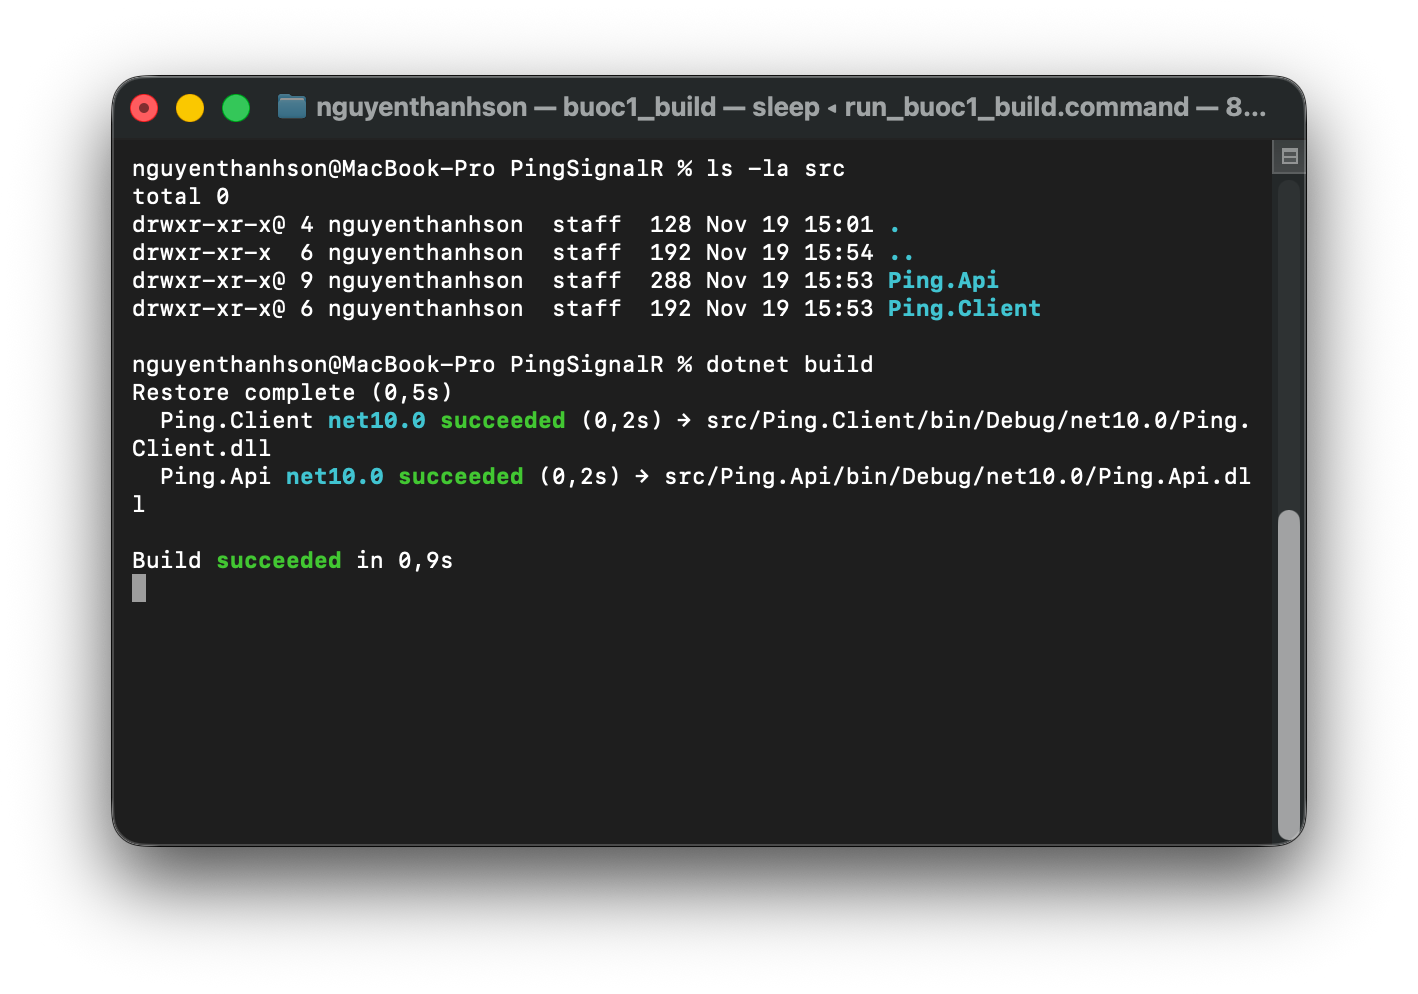 nguyenthanhson — buoc1_build — sleep ◂ run_buoc1_build.command — 8...
nguyenthanhson@MacBook-Pro PingSignalR % ls -la src
total 0
drwxr-xr-x@ 4 nguyenthanhson  staff  128 Nov 19 15:01 .
drwxr-xr-x  6 nguyenthanhson  staff  192 Nov 19 15:54 ..
drwxr-xr-x@ 9 nguyenthanhson  staff  288 Nov 19 15:53 Ping.Api
drwxr-xr-x@ 6 nguyenthanhson  staff  192 Nov 19 15:53 Ping.Client
nguyenthanhson@MacBook-Pro PingSignalR % dotnet build
Restore complete (0,5s)
  Ping.Client net10.0 succeeded (0,2s) → src/Ping.Client/bin/Debug/net10.0/Ping.
Client.dll
  Ping.Api net10.0 succeeded (0,2s) → src/Ping.Api/bin/Debug/net10.0/Ping.Api.dl
l
Build succeeded in 0,9s